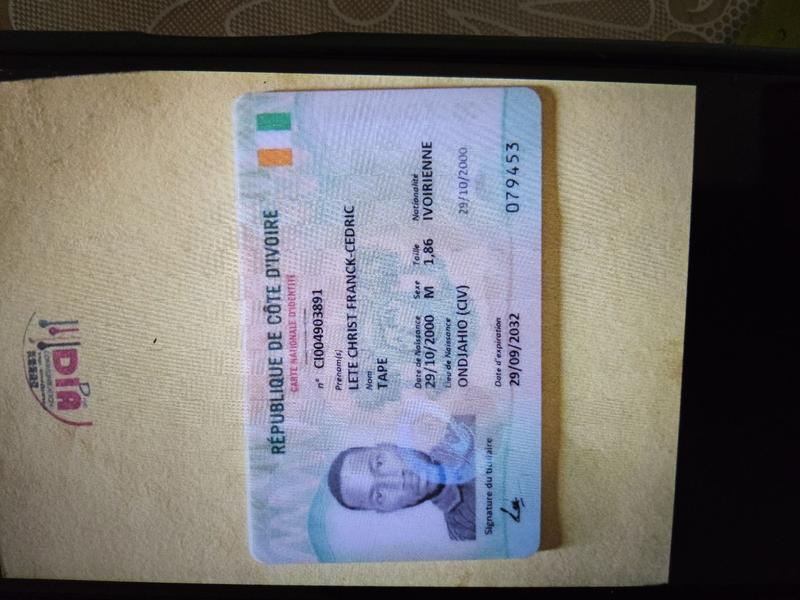 RÉPUBLIQUE DE CÔTE D'IVOIRE
CARTE NATIONALE D'IDENTITÉ
n° CI004903891
Prénom(s)
LETE CHRIST FRANCK-CEDRIC
Nom
TAPE
Date de Naissance Sexe Taille Nationalité
29/10/2000 M 1,86 IVOIRIENNE
Lieu de Naissance
ONDJAHIO (CIV)
29/10/2000
Date d'expiration
29/09/2032
Signature du titulaire
079453
DIA